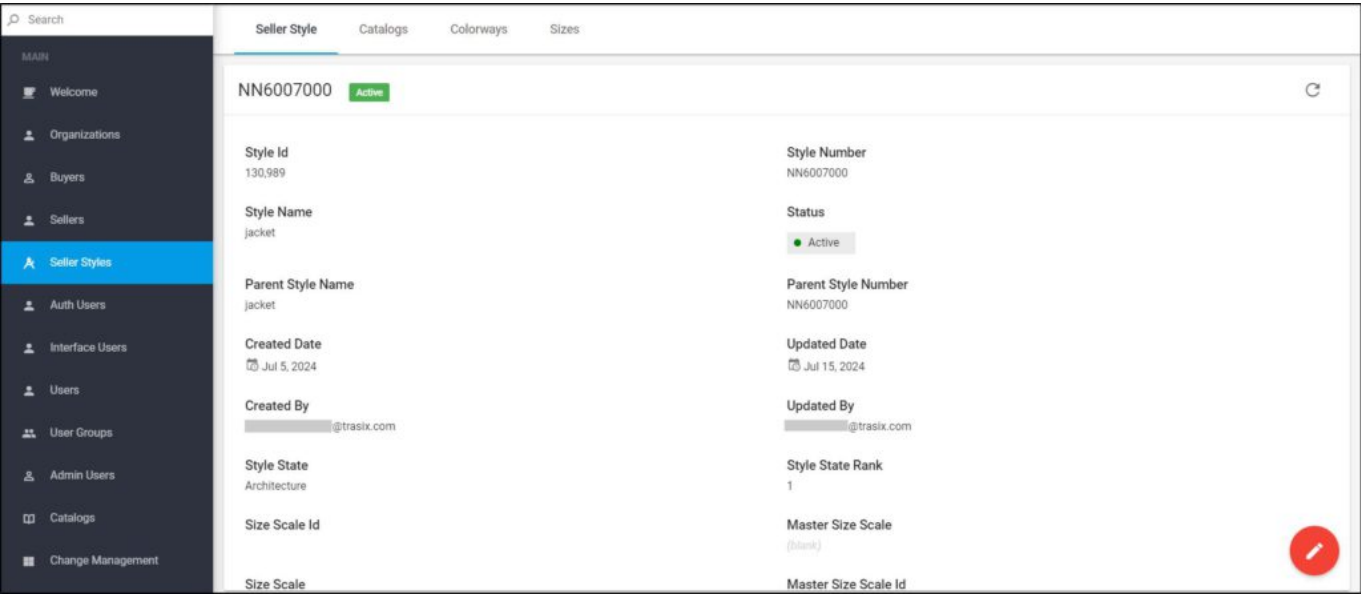 Search
MAIN
Welcome
Organizations
Buyers
Sellers
Seller Styles
Auth Users
Interface Users
Users
User Groups
Admin Users
Catalogs
Change Management
Seller Style Catalogs Colorways Sizes
NN6007000 Active
Style Id Style Number
130,989 NN6007000
Style Name Status
jacket Active
Parent Style Name Parent Style Number
jacket NN6007000
Created Date Updated Date
Jul 5, 2024 Jul 15, 2024
Created By Updated By
@trasix.com @trasix.com
Style State Style State Rank
Architecture 1
Size Scale Id Master Size Scale
(blank)
Size Scale Master Size Scale Id